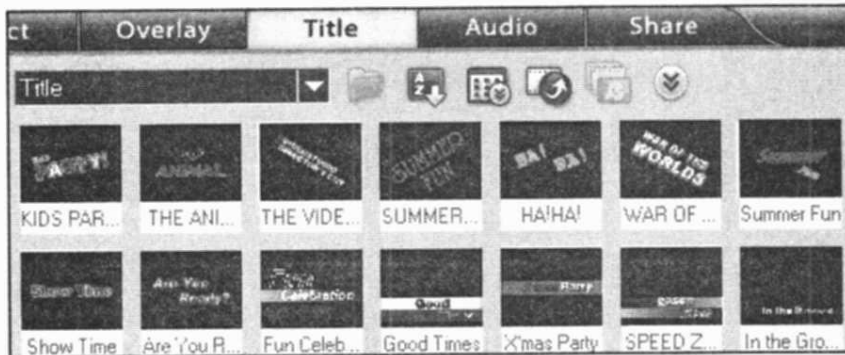 ct Overlay Title Audio Share
Title
PARTY! ANIMAL SUMMER FUN HA! HA! WAR OF THE WORLDS Summer Fun
KIDS PAR... THE ANI... THE VIDE... SUMMER... HA!HA! WAR OF ... Summer Fun
Show Time Are You Ready? Celebration Good Party In the Groove
Show Time Are You R... Fun Celeb... Good Times X'mas Party SPEED Z... In the Gro...